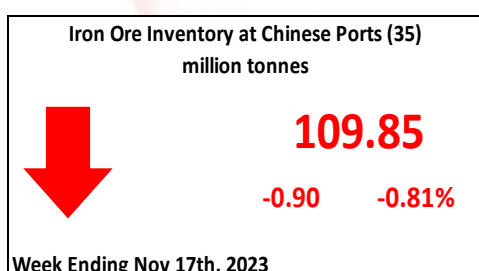 Iron Ore Inventory at Chinese Ports (35)
million tonnes
109.85
-0.90 -0.81%
Week Ending Nov 17th, 2023